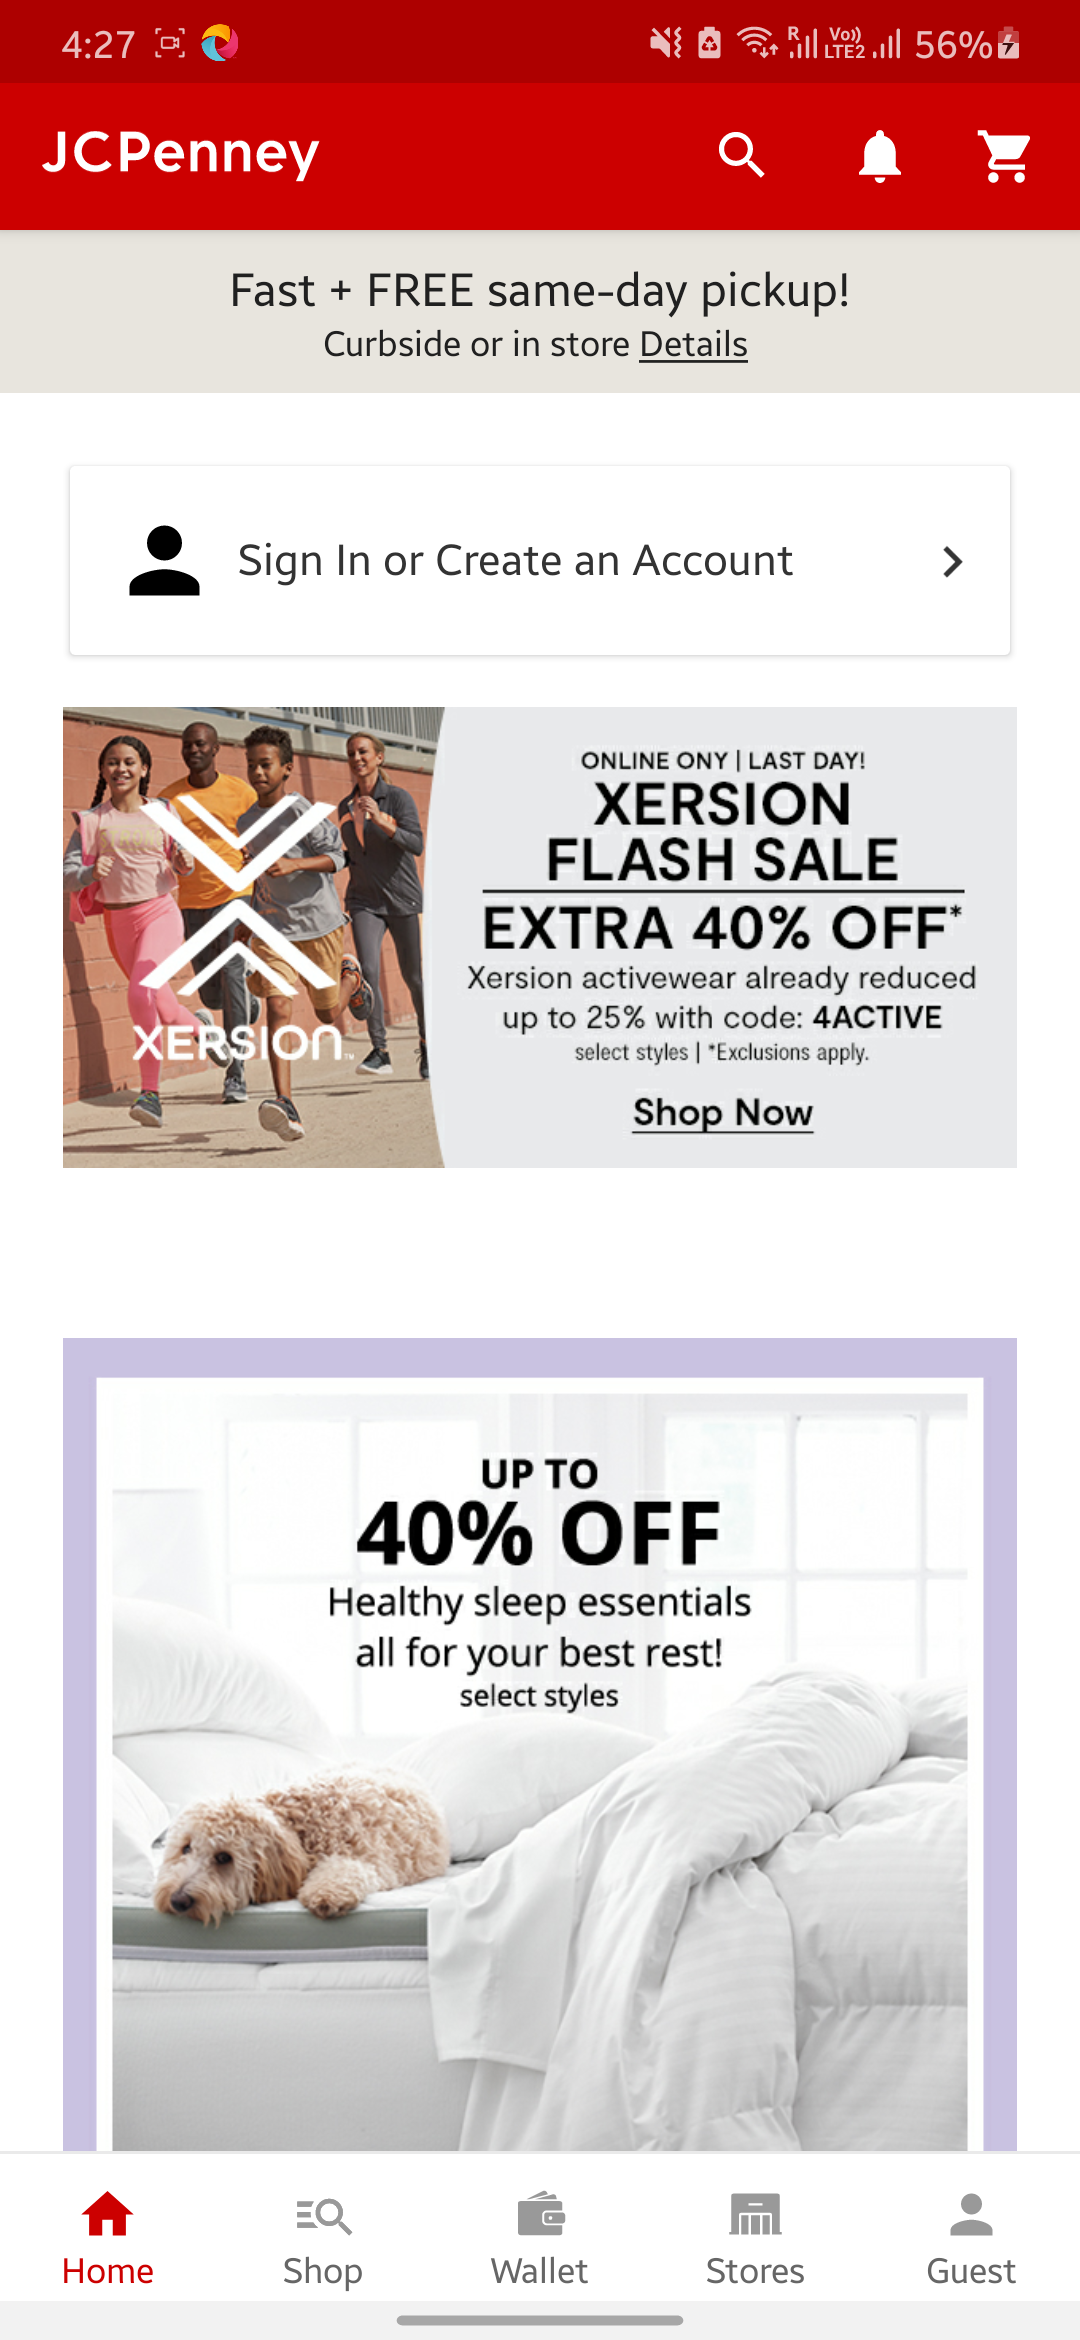 4:27
R
Vo))
LTE2
56%
JCPenney
Fast + FREE same-day pickup!
Curbside or in store Details
Sign In or Create an Account
XERSION™
ONLINE ONY | LAST DAY!
XERSION
FLASH SALE
EXTRA 40% OFF*
Xersion activewear already reduced
up to 25% with code: 4ACTIVE
select styles | *Exclusions apply.
Shop Now
UP TO
40% OFF
Healthy sleep essentials
all for your best rest!
select styles
Home
Shop
Wallet
Stores
Guest